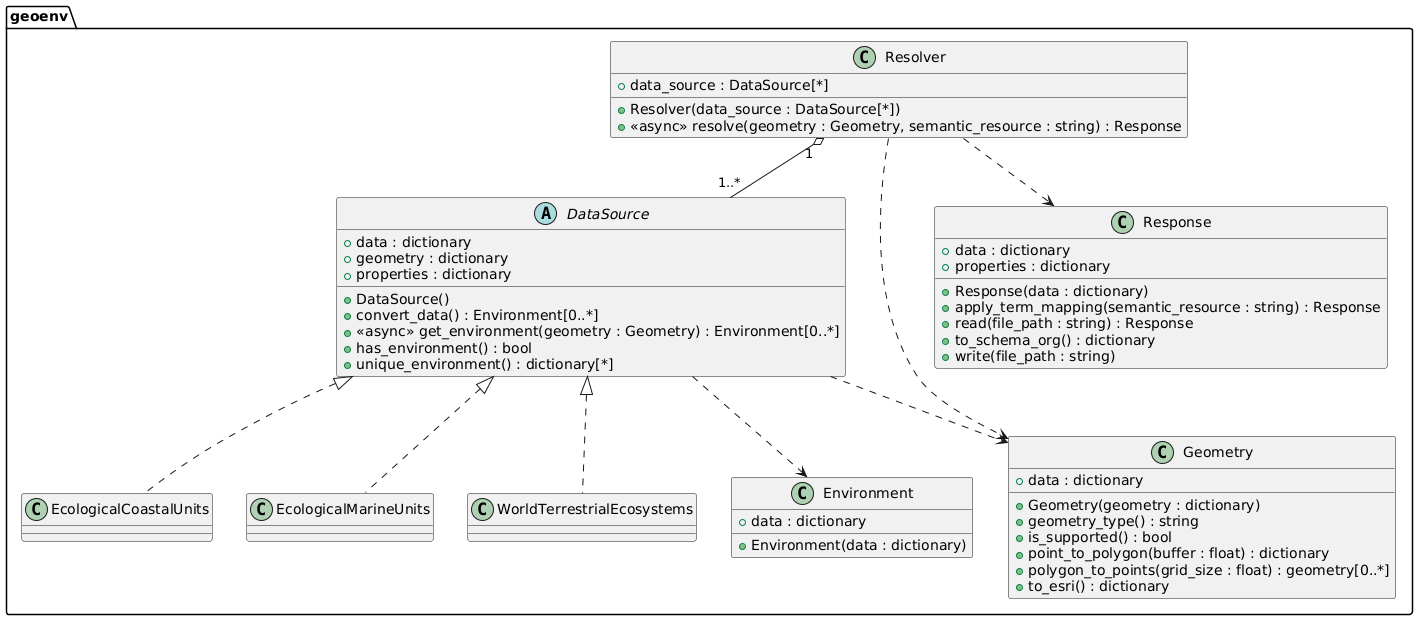 geoenv
C Resolver
data_source : DataSource[*]
Resolver(data_source : DataSource[*])
«async» resolve(geometry : Geometry, semantic_resource : string) : Response
1
1..*
A DataSource
data : dictionary
geometry : dictionary
properties : dictionary
DataSource()
convert_data() : Environment[0..*]
«async» get_environment(geometry : Geometry) : Environment[0..*]
has_environment() : bool
unique_environment() : dictionary[*]
C Response
data : dictionary
properties : dictionary
Response(data : dictionary)
apply_term_mapping(semantic_resource : string) : Response
read(file_path : string) : Response
to_schema_org() : dictionary
write(file_path : string)
C EcologicalCoastalUnits
C EcologicalMarineUnits
C WorldTerrestrialEcosystems
C Environment
data : dictionary
Environment(data : dictionary)
C Geometry
data : dictionary
Geometry(geometry : dictionary)
geometry_type() : string
is_supported() : bool
point_to_polygon(buffer : float) : dictionary
polygon_to_points(grid_size : float) : geometry[0..*]
to_esri() : dictionary